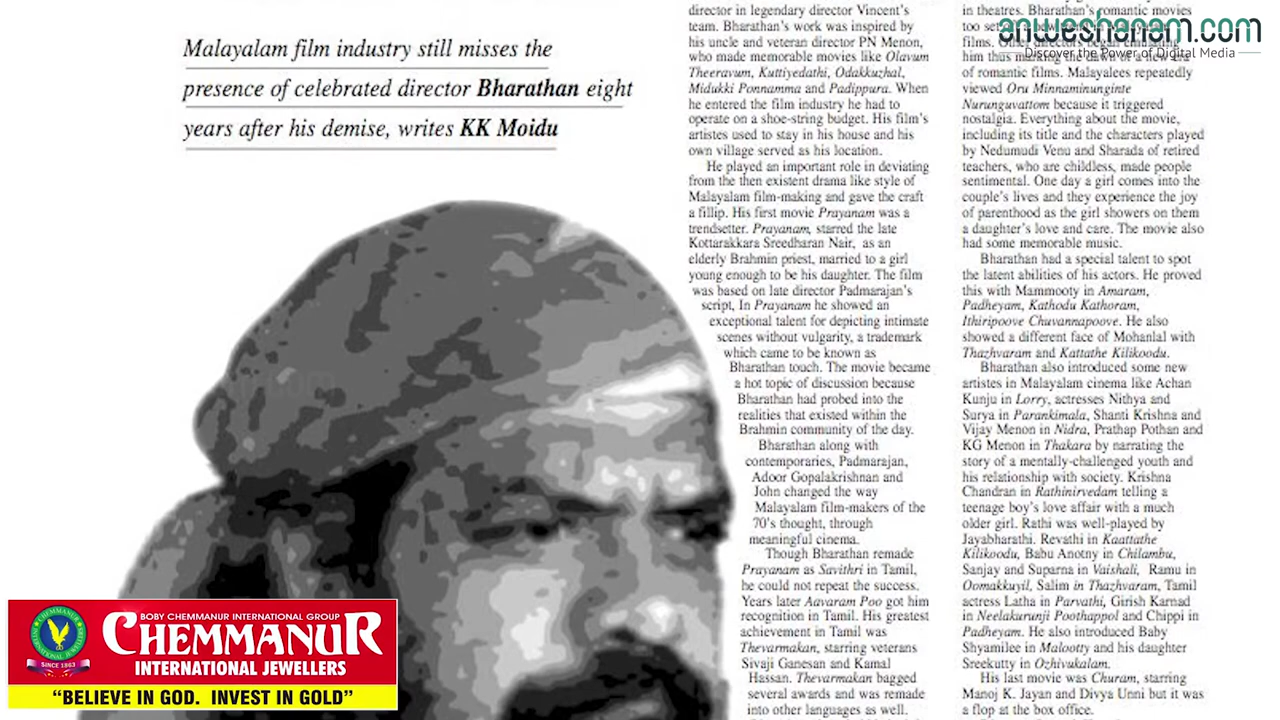 Malayalam film industry still misses the
presence of celebrated director Bharathan eight
years after his demise, writes KK Moidu
director in legendary director Vincent's
team. Bharathan's work was inspired by
his uncle and veteran director PN Menon,
who made memorable movies like Olavum
Theeravum, Kuttiyedathi, Odakkuzhal,
Midukki Ponnamma and Padippura. When
he entered the film industry he had to
operate on a shoe-string budget. His film's
artistes used to stay in his house and his
own village served as his location.
He played an important role in deviating
from the then existent drama like style of
Malayalam film-making and gave the craft
a fillip. His first movie Prayanam was a
trendsetter. Prayanam, starred the late
Kottarakkara Sreedharan Nair, as an
elderly Brahmin priest, married to a girl
young enough to be his daughter. The film
was based on late director Padmarajan's
script, In Prayanam he showed an
exceptional talent for depicting intimate
scenes without vulgarity, a trademark
which came to be known as
Bharathan touch. The movie became
a hot topic of discussion because
Bharathan had probed into the
realities that existed within the
Brahmin community of the day.
Bharathan along with
contemporaries, Padmarajan,
Adoor Gopalakrishnan and
John changed the way
Malayalam film-makers of the
70's thought, through
meaningful cinema.
Though Bharathan remade
Prayanam as Savithri in Tamil,
he could not repeat the success.
Years later Aavaram Poo got him
recognition in Tamil. His greatest
achievement in Tamil was
Thevarmakan, starring veterans
Sivaji Ganesan and Kamal
Hassan. Thevarmakan bagged
several awards and was remade
into other languages as well.
in theatres. Bharathan's romantic movies
too set
films. Other directors began emulating
him thus marking the dawn of a new era
of romantic films. Malayalees repeatedly
viewed Oru Minnaminunginte
Nurunguvattom because it triggered
nostalgia. Everything about the movie,
including its title and the characters played
by Nedumudi Venu and Sharada of retired
teachers, who are childless, made people
sentimental. One day a girl comes into the
couple's lives and they experience the joy
of parenthood as the girl showers on them
a daughter's love and care. The movie also
had some memorable music.
Bharathan had a special talent to spot
the latent abilities of his actors. He proved
this with Mammooty in Amaram,
Padheyam, Kathodu Kathoram,
Ithiripoove Chuvannapoove. He also
showed a different face of Mohanlal with
Thazhvaram and Kattathe Kilikoodu.
Bharathan also introduced some new
artistes in Malayalam cinema like Achan
Kunju in Lorry, actresses Nithya and
Surya in Parankimala, Shanti Krishna and
Vijay Menon in Nidra, Prathap Pothan and
KG Menon in Thakara by narrating the
story of a mentally-challenged youth and
his relationship with society. Krishna
Chandran in Rathinirvedam telling a
teenage boy's love affair with a much
older girl. Rathi was well-played by
Jayabharathi. Revathi in Kaattathe
Kilikoodu, Babu Anotny in Chilambu,
Sanjay and Suparna in Vaishali, Ramu in
Oomakkuyil, Salim in Thazhvaram, Tamil
actress Latha in Parvathi, Girish Karnad
in Neelakurunji Poothappol and Chippi in
Padheyam. He also introduced Baby
Shyamilee in Malootty and his daughter
Sreekutty in Ozhivukalam.
His last movie was Churam, starring
Manoj K. Jayan and Divya Unni but it was
a flop at the box office.
anweshanam.com
Discover the Power of Digital Media
BOBY CHEMMANUR INTERNATIONAL GROUP
CHEMMANUR
INTERNATIONAL JEWELLERS
CHEMMANUR
SINCE 1863
"BELIEVE IN GOD. INVEST IN GOLD"